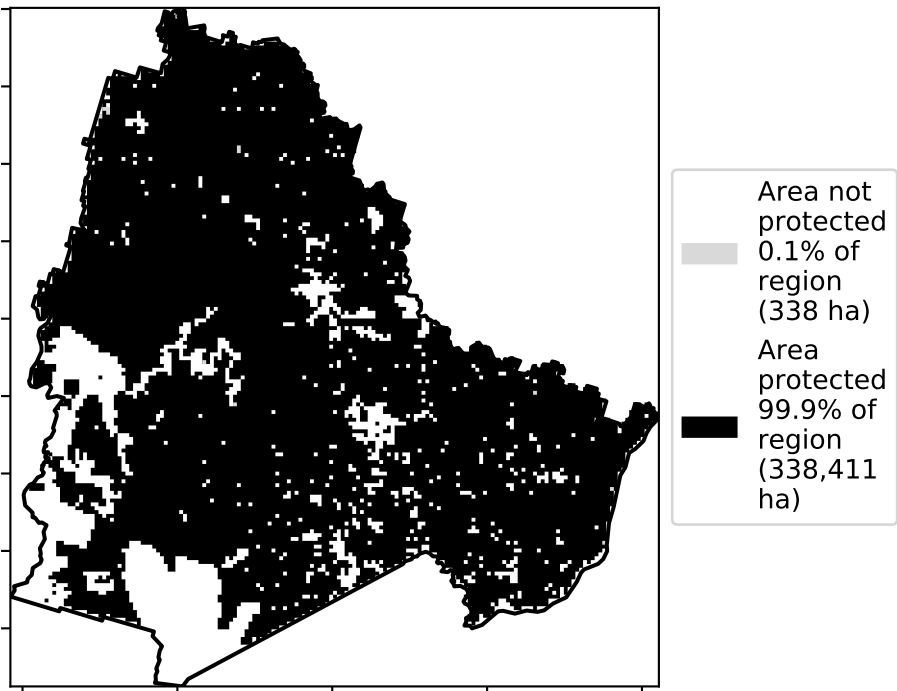 Area not
protected
0.1% of
region
(338 ha)
Area
protected
99.9% of
region
(338,411
ha)